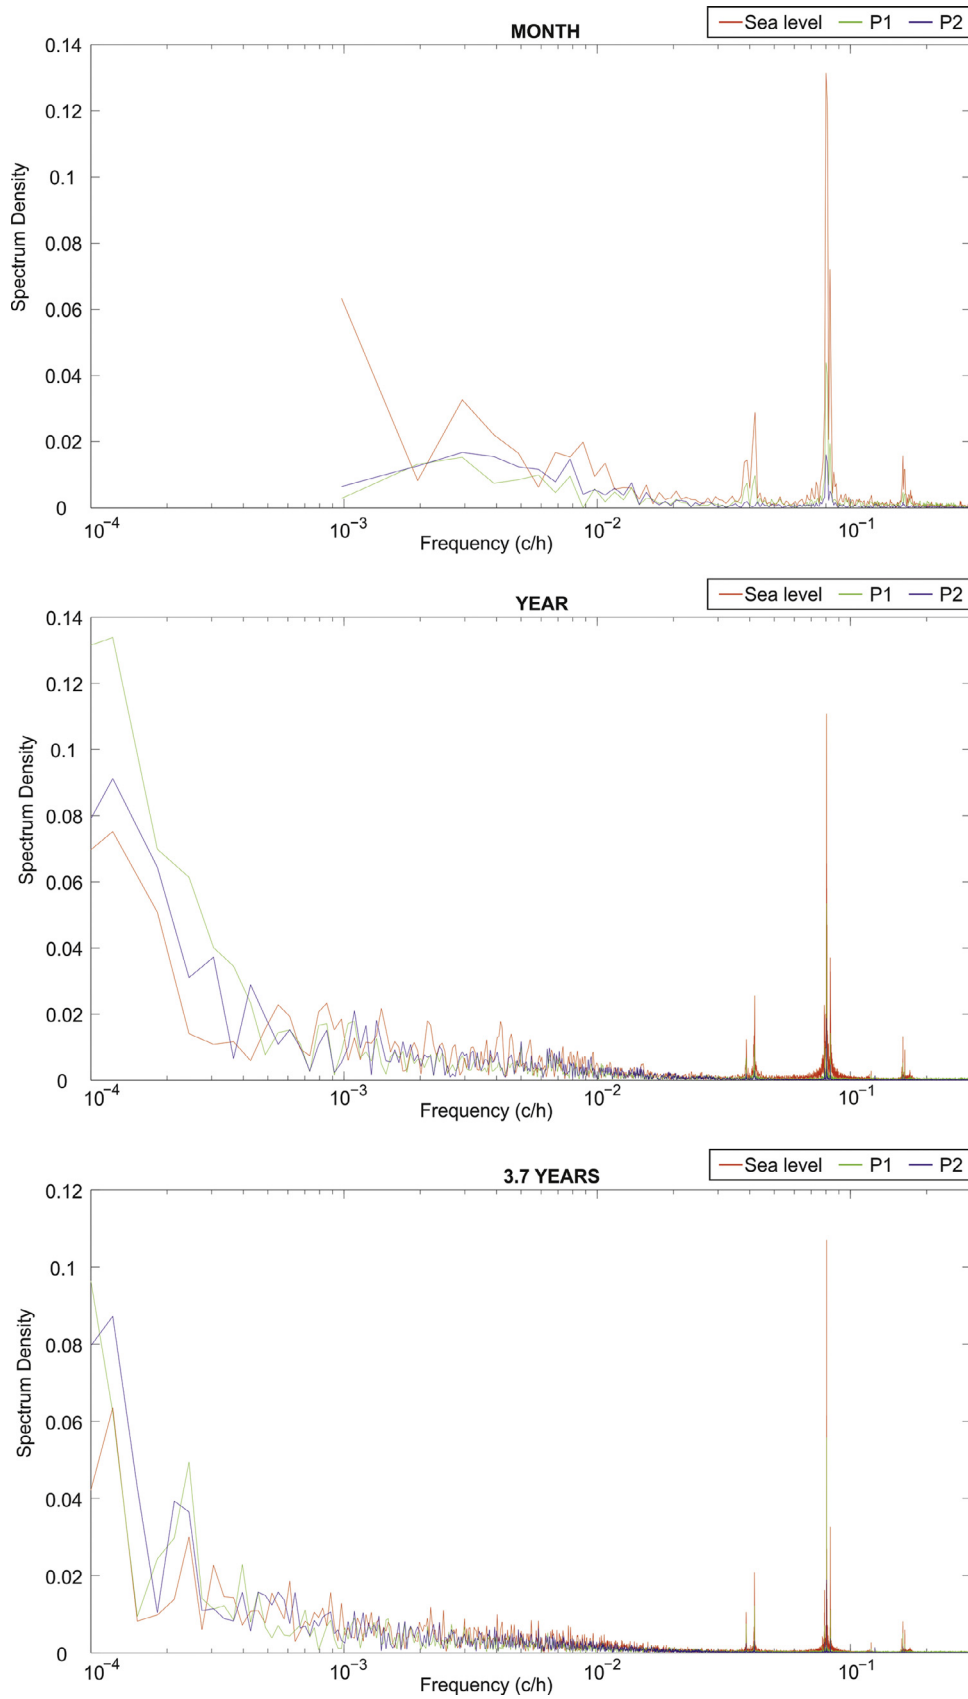 Sea level P1 P2
MONTH
0.14
0.12
0.1
0.08
0.06
0.04
0.02
0
Spectrum Density
10⁻⁴ 10⁻³ 10⁻² 10⁻¹
Frequency (c/h)
Sea level P1 P2
YEAR
0.14
0.12
0.1
0.08
0.06
0.04
0.02
0
Spectrum Density
10⁻⁴ 10⁻³ 10⁻² 10⁻¹
Frequency (c/h)
Sea level P1 P2
3.7 YEARS
0.12
0.1
0.08
0.06
0.04
0.02
0
Spectrum Density
10⁻⁴ 10⁻³ 10⁻² 10⁻¹
Frequency (c/h)